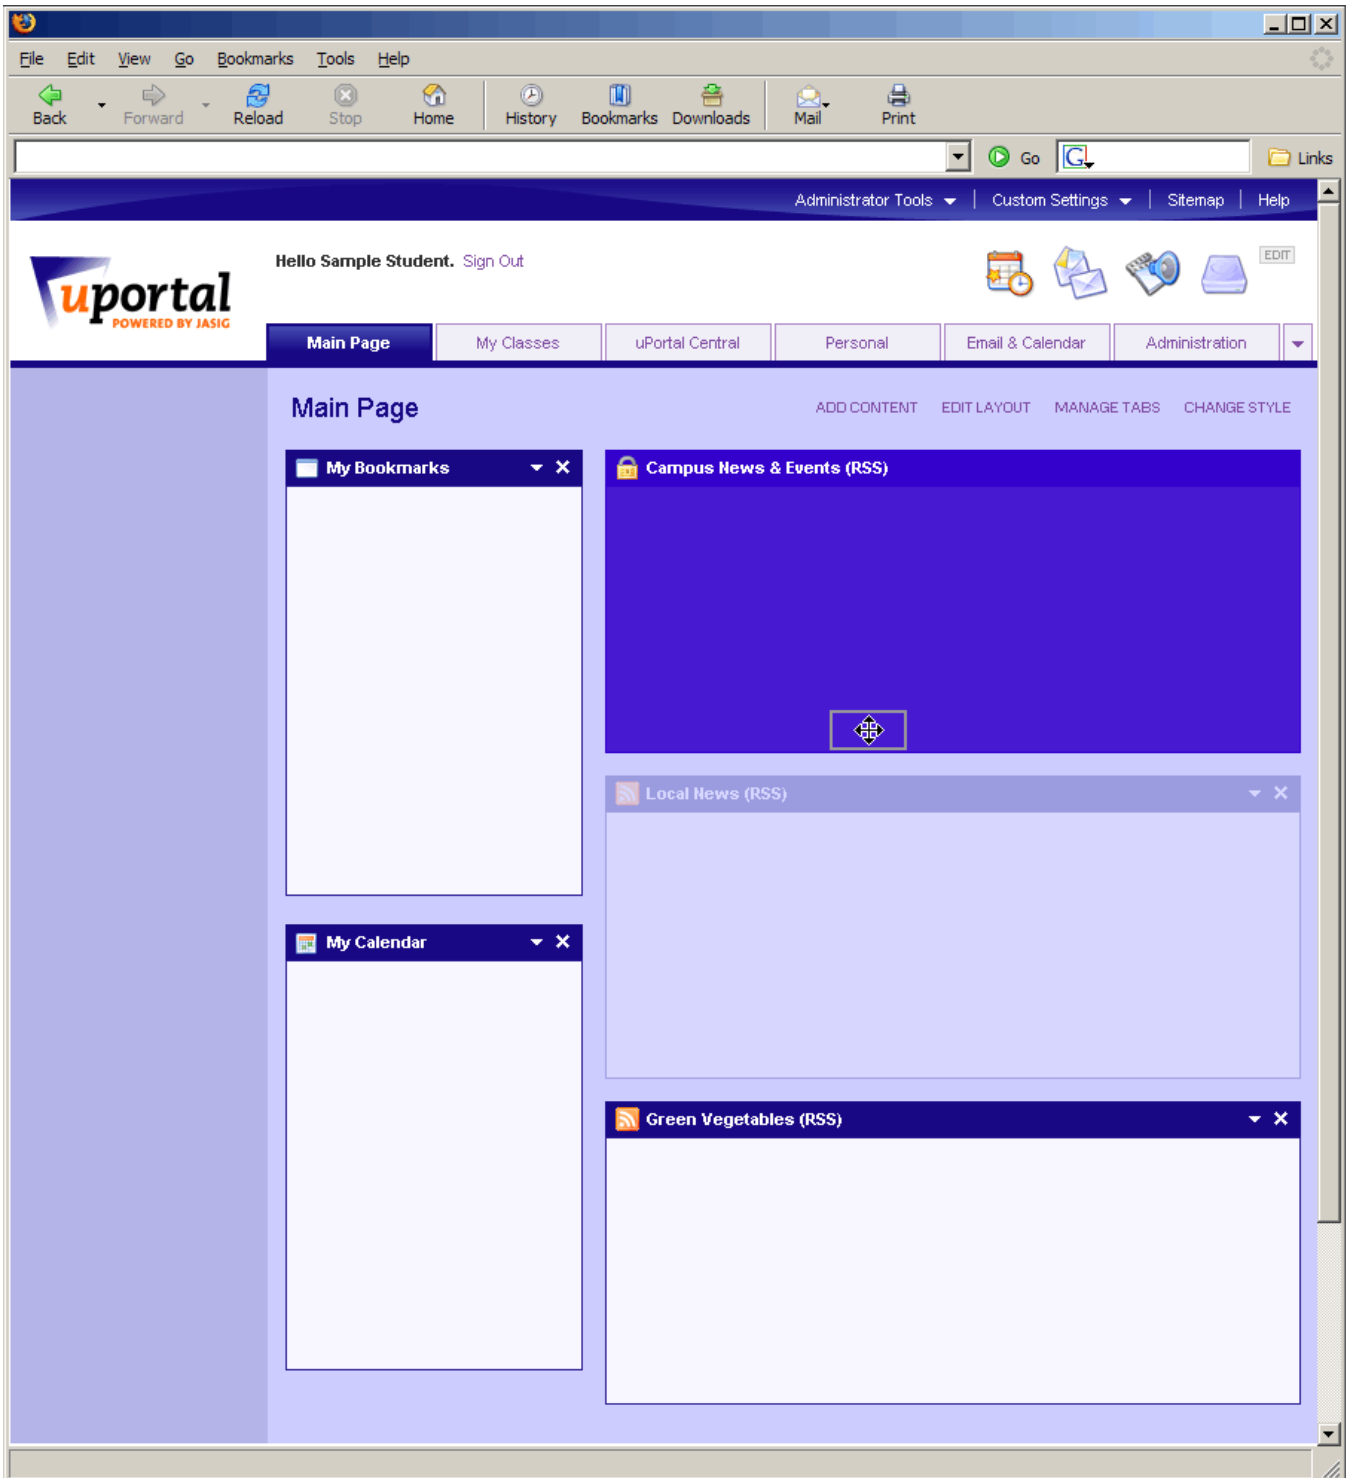 File Edit View Go Bookmarks Tools Help
Back Forward Reload Stop Home History Bookmarks Downloads Mail Print
Go G Links
Administrator Tools | Custom Settings | Sitemap | Help
Hello Sample Student. Sign Out
EDIT
uportal
POWERED BY JASIG
Main Page My Classes uPortal Central Personal Email & Calendar Administration
Main Page
ADD CONTENT EDIT LAYOUT MANAGE TABS CHANGE STYLE
My Bookmarks
Campus News & Events (RSS)
Local News (RSS)
My Calendar
Green Vegetables (RSS)